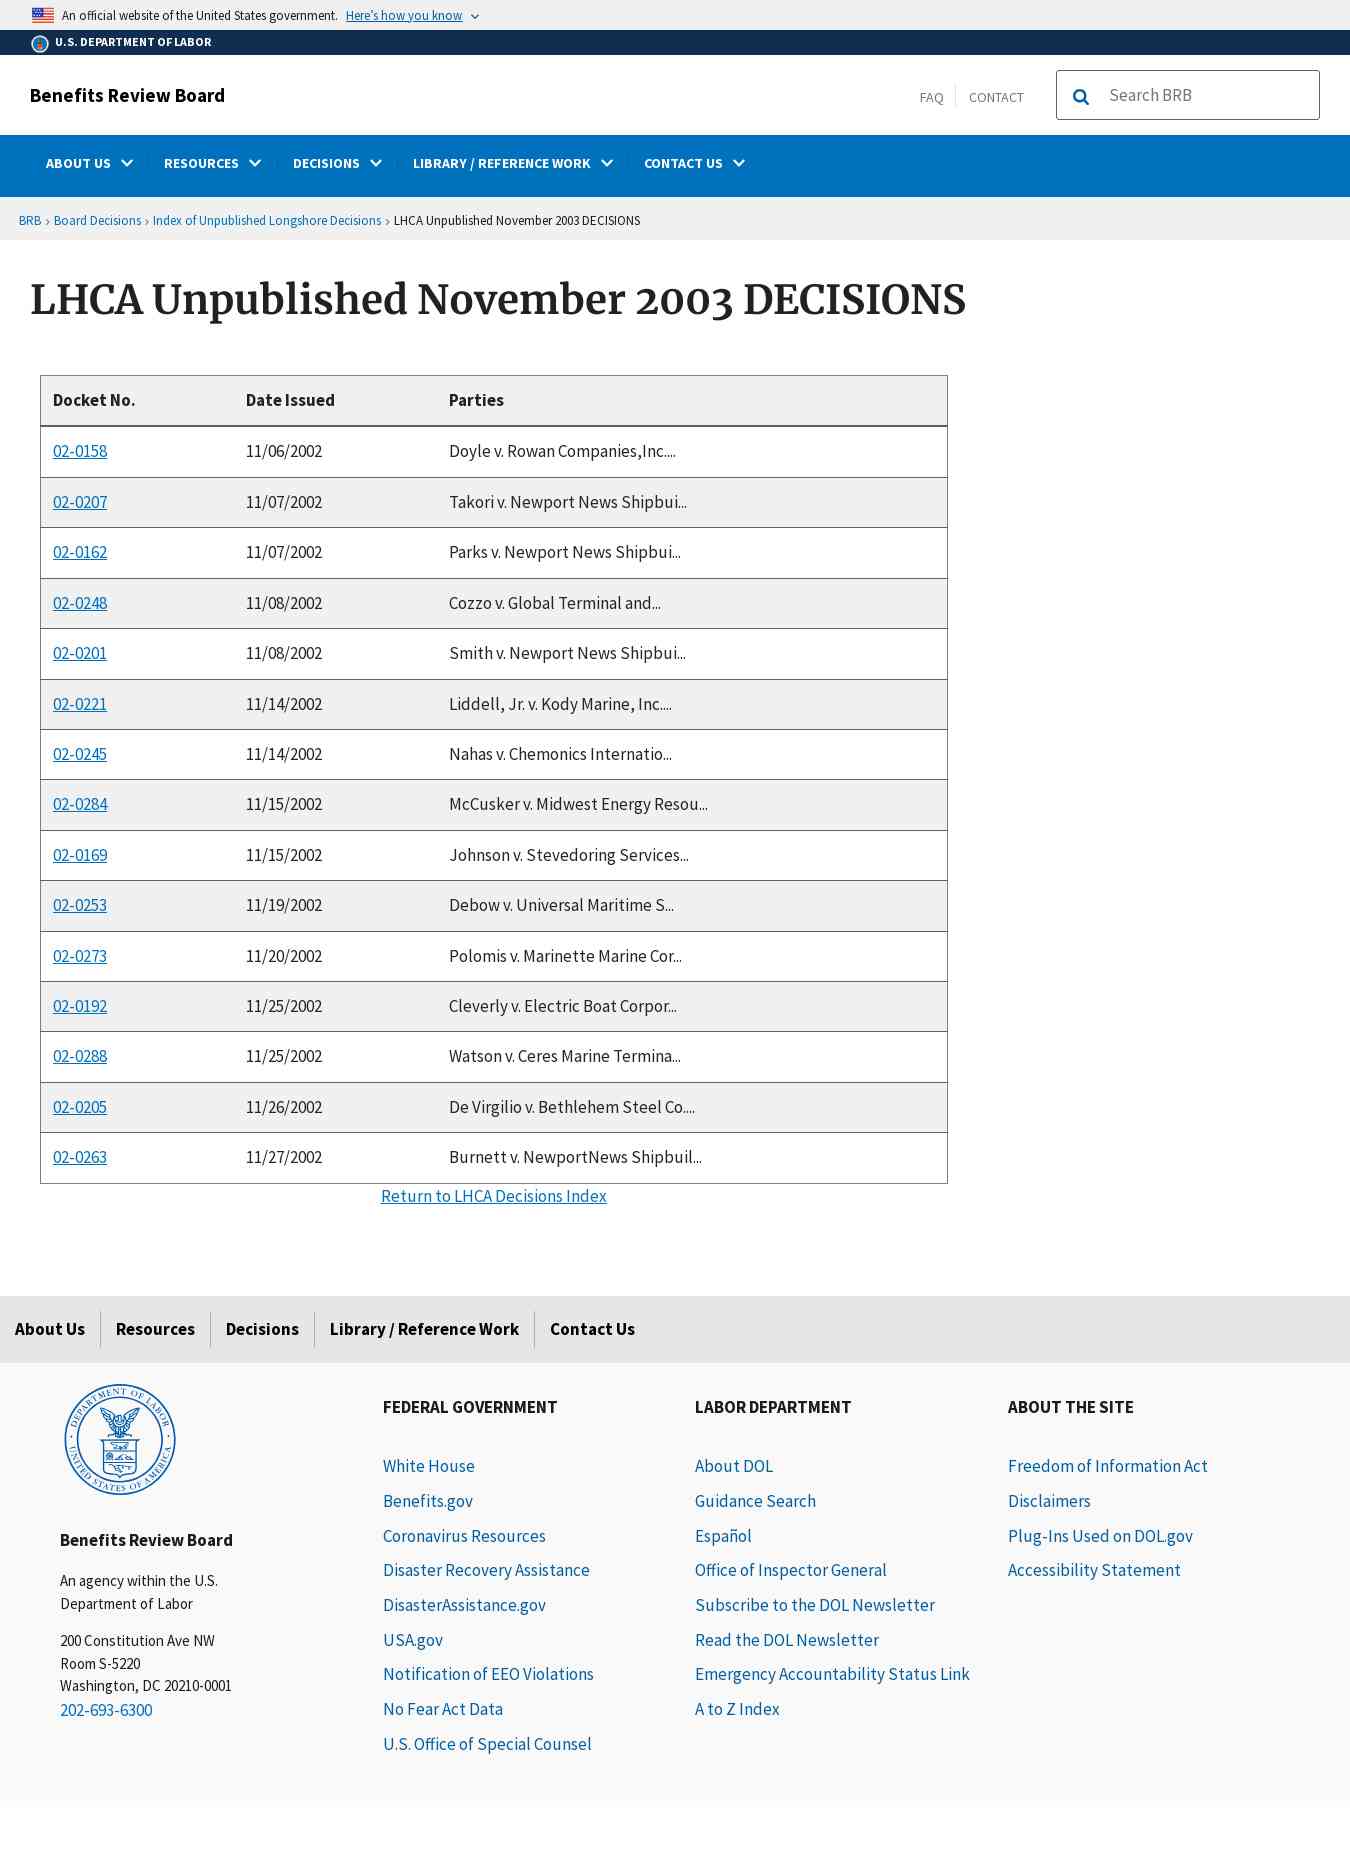 An official website of the United States government. Here's how you know
U.S. DEPARTMENT OF LABOR
Benefits Review Board
FAQ
CONTACT
Search BRB
ABOUT US
RESOURCES
DECISIONS
LIBRARY / REFERENCE WORK
CONTACT US
BRB › Board Decisions › Index of Unpublished Longshore Decisions › LHCA Unpublished November 2003 DECISIONS
LHCA Unpublished November 2003 DECISIONS
Docket No. Date Issued Parties
02-0158 11/06/2002 Doyle v. Rowan Companies,Inc....
02-0207 11/07/2002 Takori v. Newport News Shipbui...
02-0162 11/07/2002 Parks v. Newport News Shipbui...
02-0248 11/08/2002 Cozzo v. Global Terminal and...
02-0201 11/08/2002 Smith v. Newport News Shipbui...
02-0221 11/14/2002 Liddell, Jr. v. Kody Marine, Inc....
02-0245 11/14/2002 Nahas v. Chemonics Internatio...
02-0284 11/15/2002 McCusker v. Midwest Energy Resou...
02-0169 11/15/2002 Johnson v. Stevedoring Services...
02-0253 11/19/2002 Debow v. Universal Maritime S...
02-0273 11/20/2002 Polomis v. Marinette Marine Cor...
02-0192 11/25/2002 Cleverly v. Electric Boat Corpor...
02-0288 11/25/2002 Watson v. Ceres Marine Termina...
02-0205 11/26/2002 De Virgilio v. Bethlehem Steel Co....
02-0263 11/27/2002 Burnett v. NewportNews Shipbuil...
Return to LHCA Decisions Index
About Us
Resources
Decisions
Library / Reference Work
Contact Us
DEPARTMENT OF LABOR
UNITED STATES OF AMERICA
Benefits Review Board
An agency within the U.S.
Department of Labor
200 Constitution Ave NW
Room S-5220
Washington, DC 20210-0001
202-693-6300
FEDERAL GOVERNMENT
White House
Benefits.gov
Coronavirus Resources
Disaster Recovery Assistance
DisasterAssistance.gov
USA.gov
Notification of EEO Violations
No Fear Act Data
U.S. Office of Special Counsel
LABOR DEPARTMENT
About DOL
Guidance Search
Español
Office of Inspector General
Subscribe to the DOL Newsletter
Read the DOL Newsletter
Emergency Accountability Status Link
A to Z Index
ABOUT THE SITE
Freedom of Information Act
Disclaimers
Plug-Ins Used on DOL.gov
Accessibility Statement